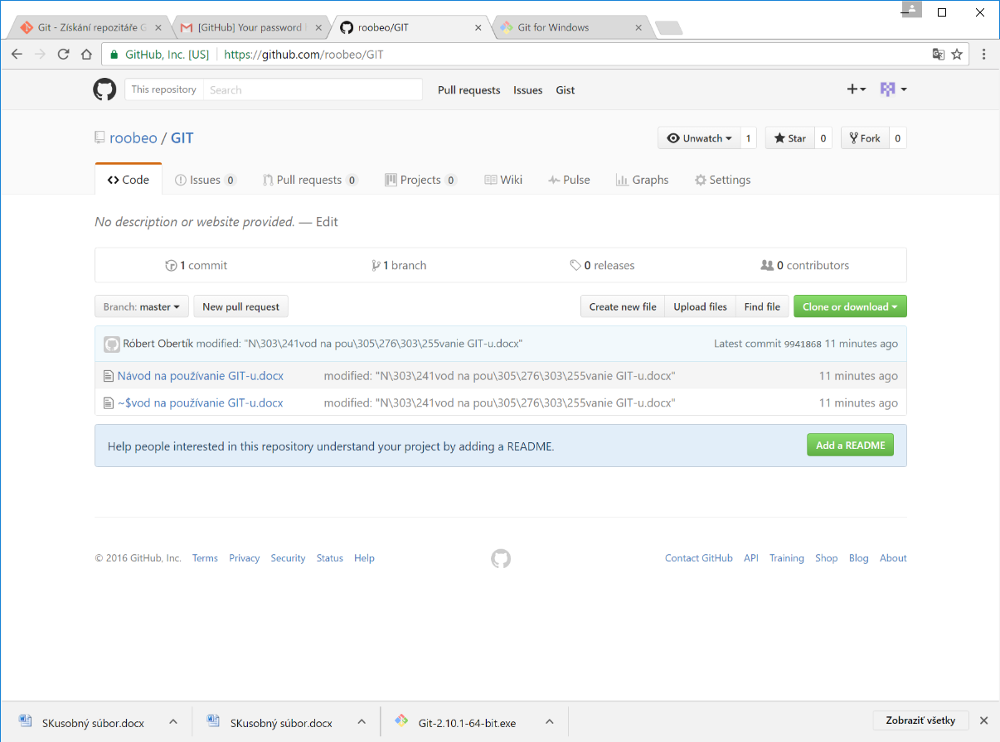 Git - Získání repozitáře G
[GitHub] Your password
roobeo/GIT
Git for Windows
GitHub, Inc. [US] https://github.com/roobeo/GIT
This repository Search Pull requests Issues Gist
roobeo / GIT Unwatch 1 Star 0 Fork 0
Code Issues 0 Pull requests 0 Projects 0 Wiki Pulse Graphs Settings
No description or website provided. — Edit
1 commit 1 branch 0 releases 0 contributors
Branch: master New pull request Create new file Upload files Find file Clone or download
Róbert Obertík modified: "N\303\241vod na pou\305\276\303\255vanie GIT-u.docx" Latest commit 9941868 11 minutes ago
Návod na používanie GIT-u.docx modified: "N\303\241vod na pou\305\276\303\255vanie GIT-u.docx" 11 minutes ago
~$vod na používanie GIT-u.docx modified: "N\303\241vod na pou\305\276\303\255vanie GIT-u.docx" 11 minutes ago
Help people interested in this repository understand your project by adding a README. Add a README
© 2016 GitHub, Inc. Terms Privacy Security Status Help Contact GitHub API Training Shop Blog About
SKusobný súbor.docx SKusobný súbor.docx Git-2.10.1-64-bit.exe Zobraziť všetky